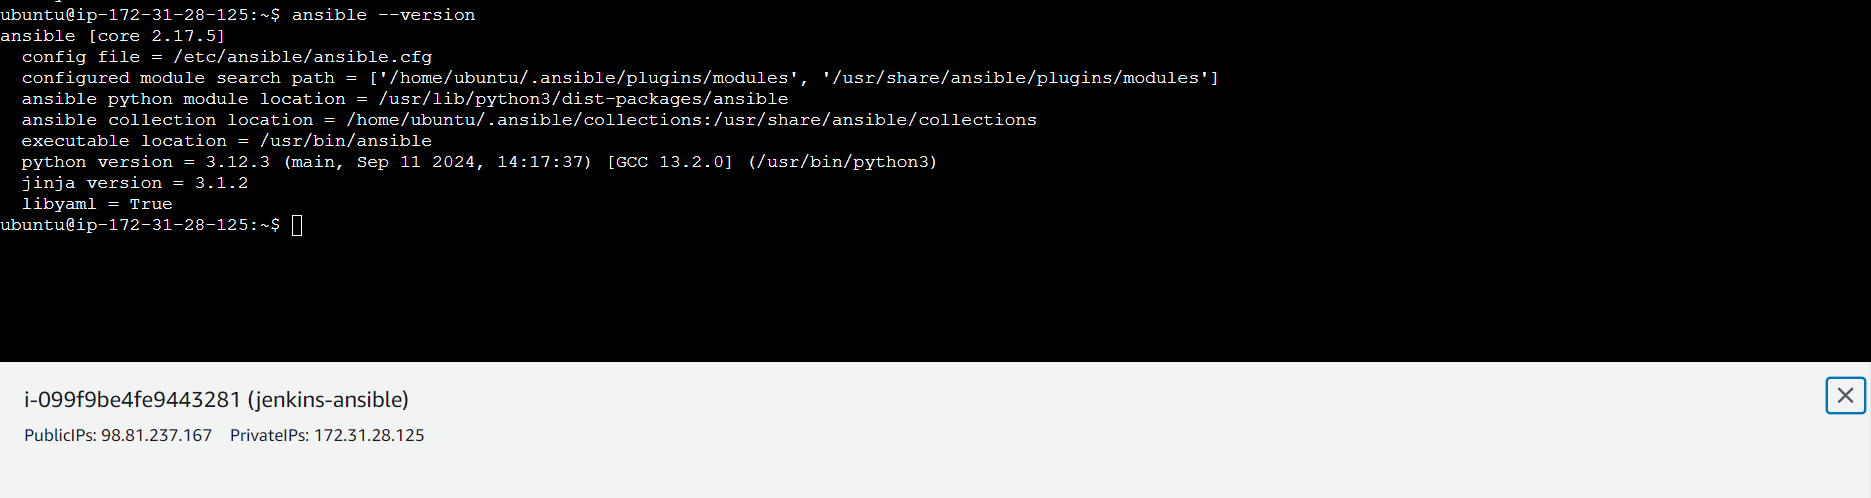 ubuntu@ip-172-31-28-125:~$ ansible --version
ansible [core 2.17.5]
  config file = /etc/ansible/ansible.cfg
  configured module search path = ['/home/ubuntu/.ansible/plugins/modules', '/usr/share/ansible/plugins/modules']
  ansible python module location = /usr/lib/python3/dist-packages/ansible
  ansible collection location = /home/ubuntu/.ansible/collections:/usr/share/ansible/collections
  executable location = /usr/bin/ansible
  python version = 3.12.3 (main, Sep 11 2024, 14:17:37) [GCC 13.2.0] (/usr/bin/python3)
  jinja version = 3.1.2
  libyaml = True
ubuntu@ip-172-31-28-125:~$
i-099f9be4fe9443281 (jenkins-ansible)
PublicIPs: 98.81.237.167 PrivateIPs: 172.31.28.125